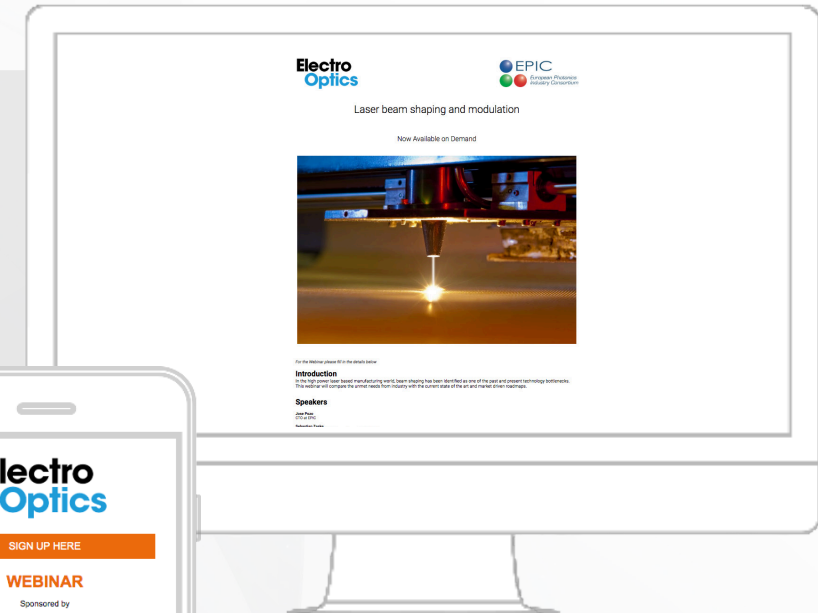 Electro
Optics
EPIC
European Photonics
Industry Consortium
Laser beam shaping and modulation
Now Available on Demand
For the Webinar please fill in the details below
Introduction
In the high power laser based manufacturing world, beam shaping has been identified as one of the past and present technology bottlenecks.
This webinar will compare the unmet needs from industry with the current state of the art and market driven roadmaps.
Speakers
Jose Pozo
CTO at EPIC
lectro
Optics
SIGN UP HERE
WEBINAR
Sponsored by